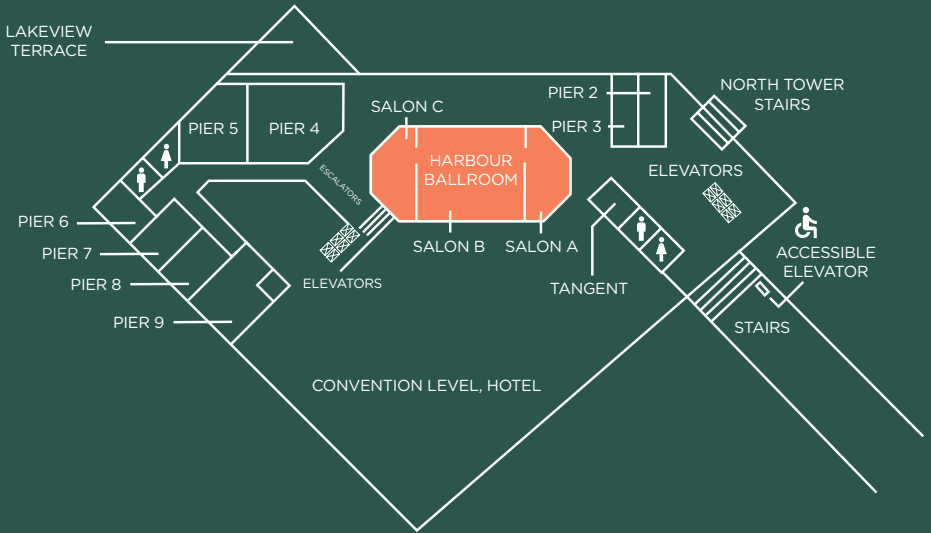 LAKEVIEW
TERRACE
PIER 5
PIER 4
SALON C
PIER 2
PIER 3
NORTH TOWER
STAIRS
HARBOUR
BALLROOM
ESCALATORS
ELEVATORS
PIER 6
PIER 7
PIER 8
PIER 9
ELEVATORS
SALON B
SALON A
TANGENT
ACCESSIBLE
ELEVATOR
STAIRS
CONVENTION LEVEL, HOTEL